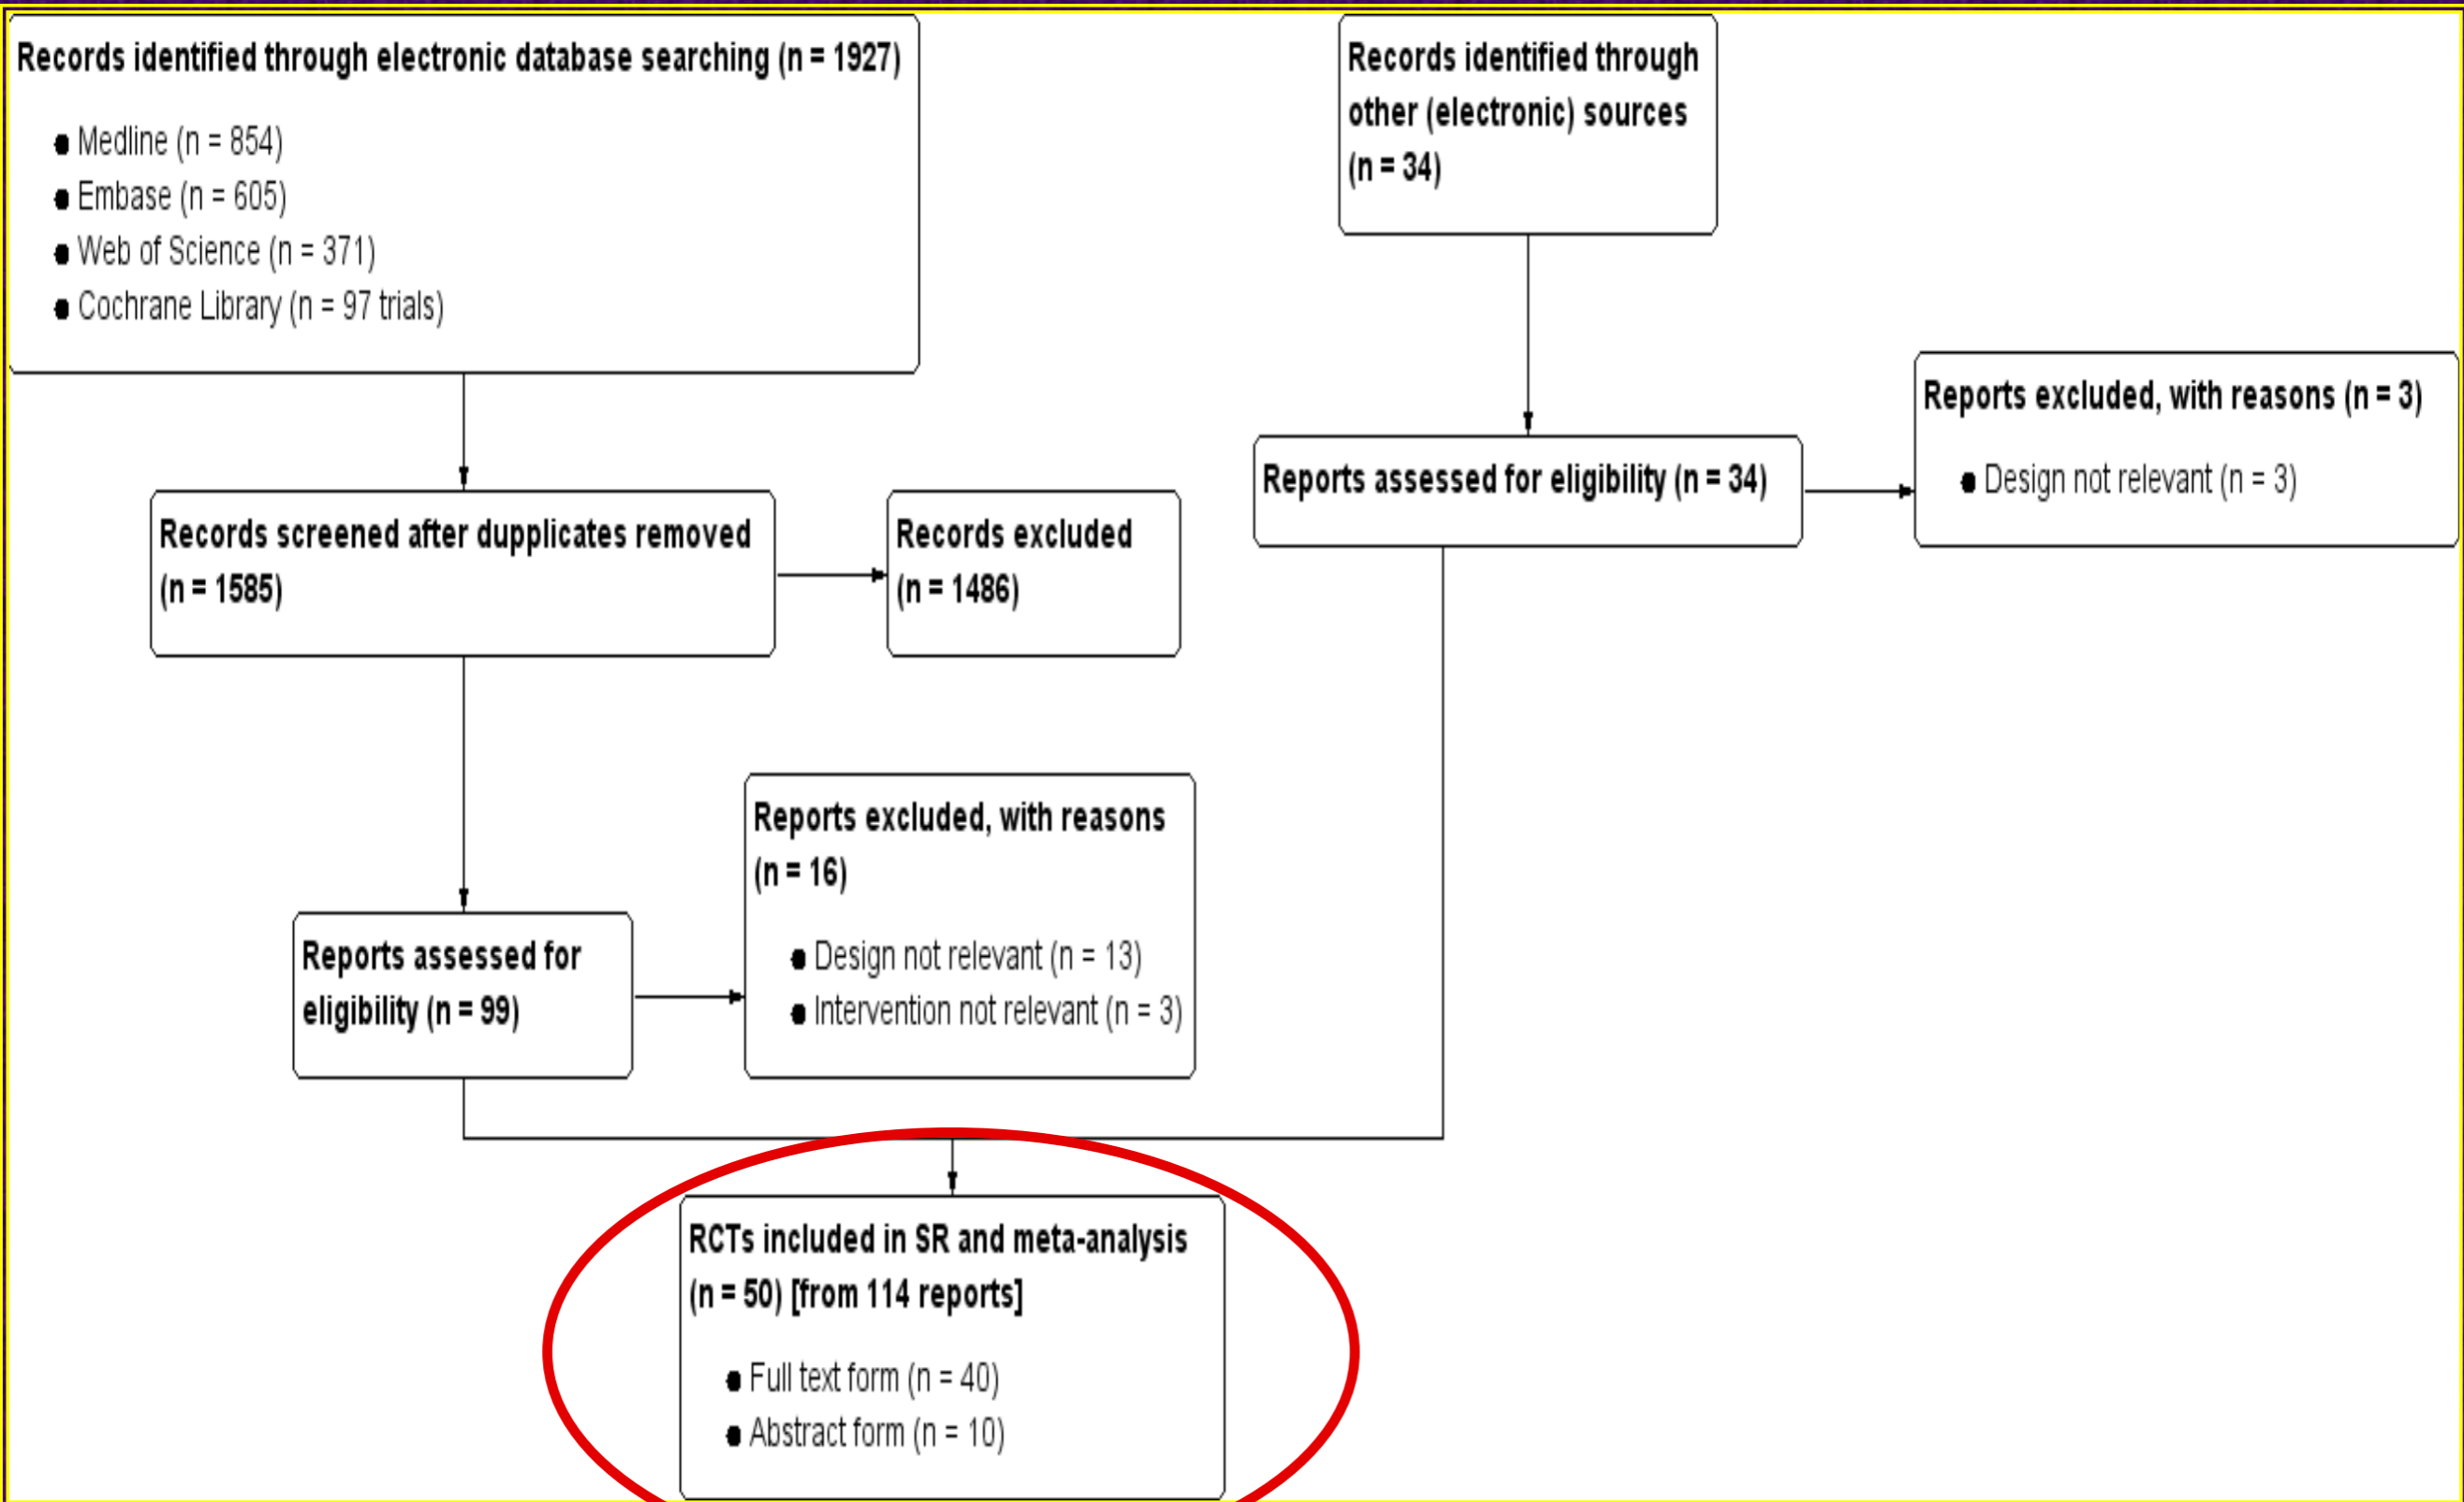 Records identified through electronic database searching (n = 1927)
● Medline (n = 854)
● Embase (n = 605)
● Web of Science (n = 371)
● Cochrane Library (n = 97 trials)
Records identified through
other (electronic) sources
(n = 34)
Reports assessed for eligibility (n = 34)
Reports excluded, with reasons (n = 3)
● Design not relevant (n = 3)
Records screened after dupplicates removed
(n = 1585)
Records excluded
(n = 1486)
Reports assessed for
eligibility (n = 99)
Reports excluded, with reasons
(n = 16)
● Design not relevant (n = 13)
● Intervention not relevant (n = 3)
RCTs included in SR and meta-analysis
(n = 50) [from 114 reports]
● Full text form (n = 40)
● Abstract form (n = 10)